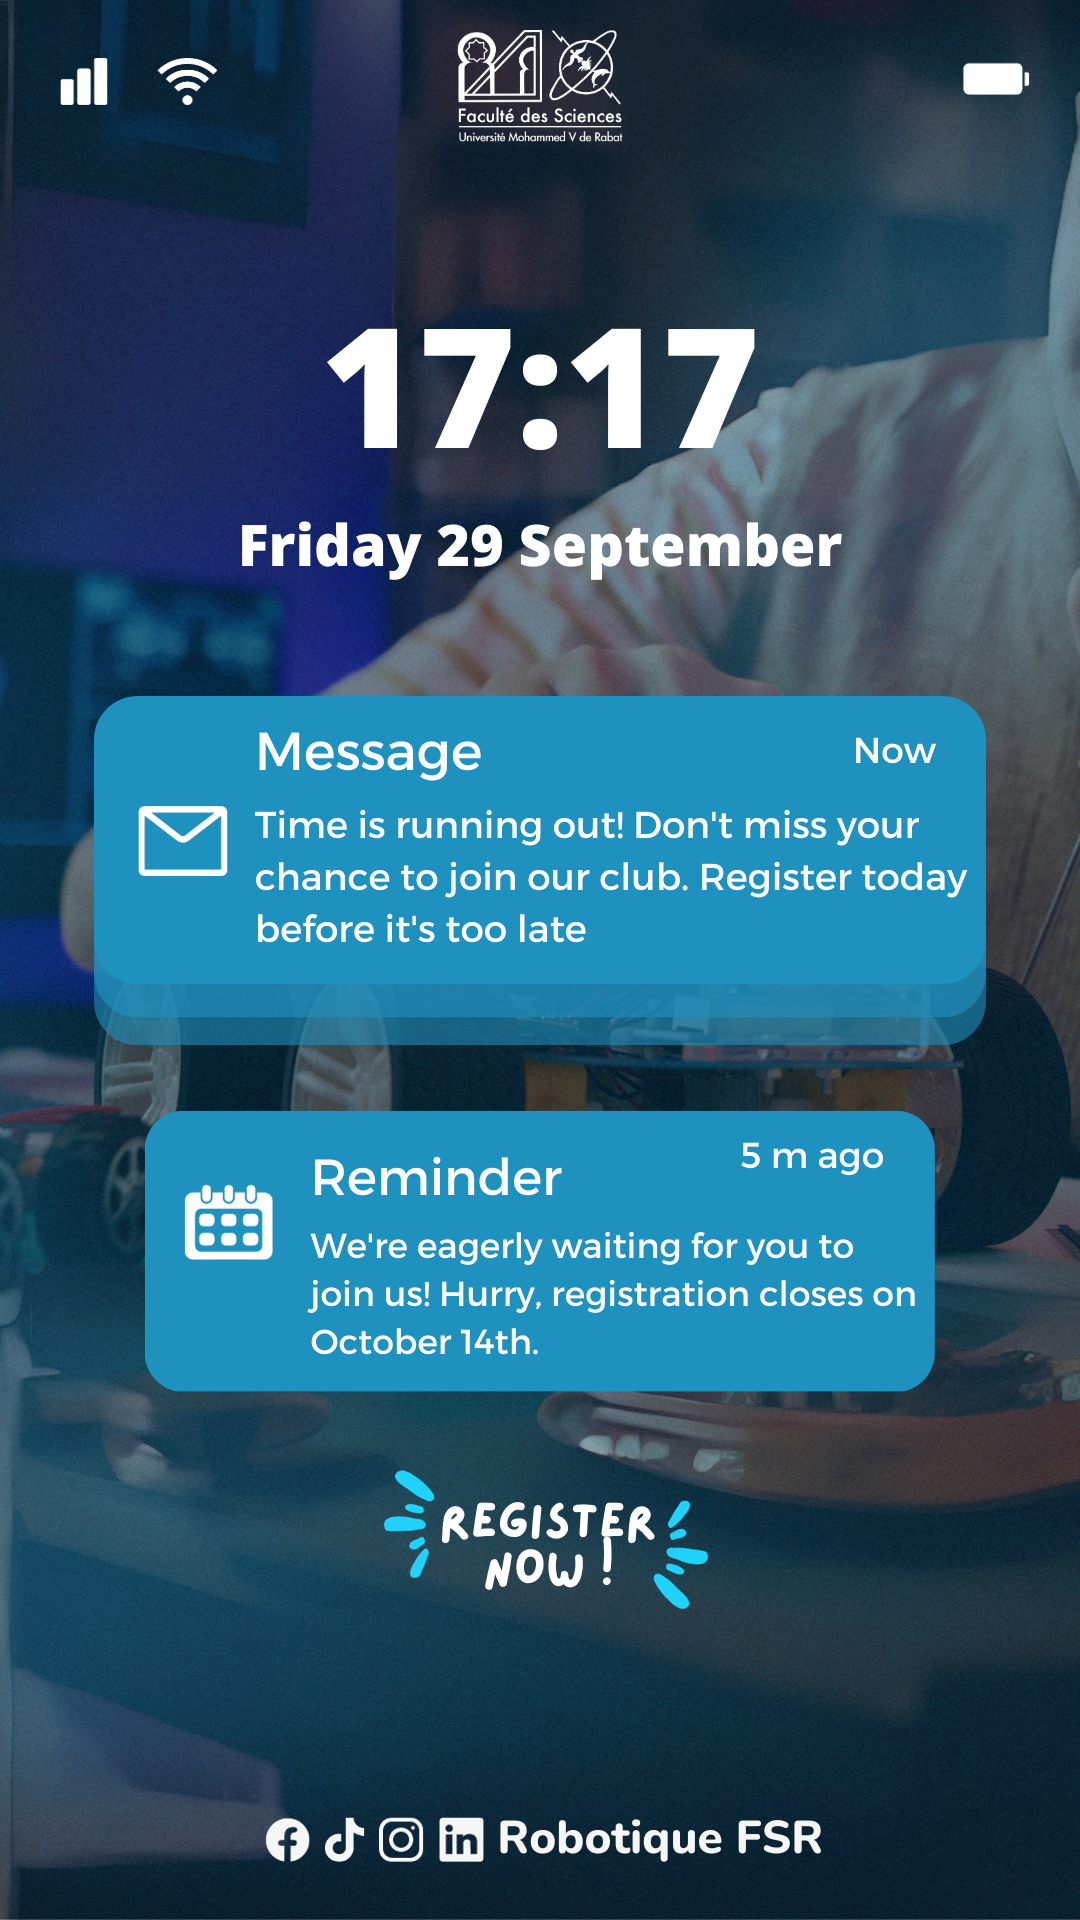 Faculté des Sciences
Université Mohammed V de Rabat
17:17
Friday 29 September
Message
Now
Time is running out! Don't miss your
chance to join our club. Register today
before it's too late
5 m ago
Reminder
We're eagerly waiting for you to
join us! Hurry, registration closes on
October 14th.
REGISTER
NOW !
Robotique FSR